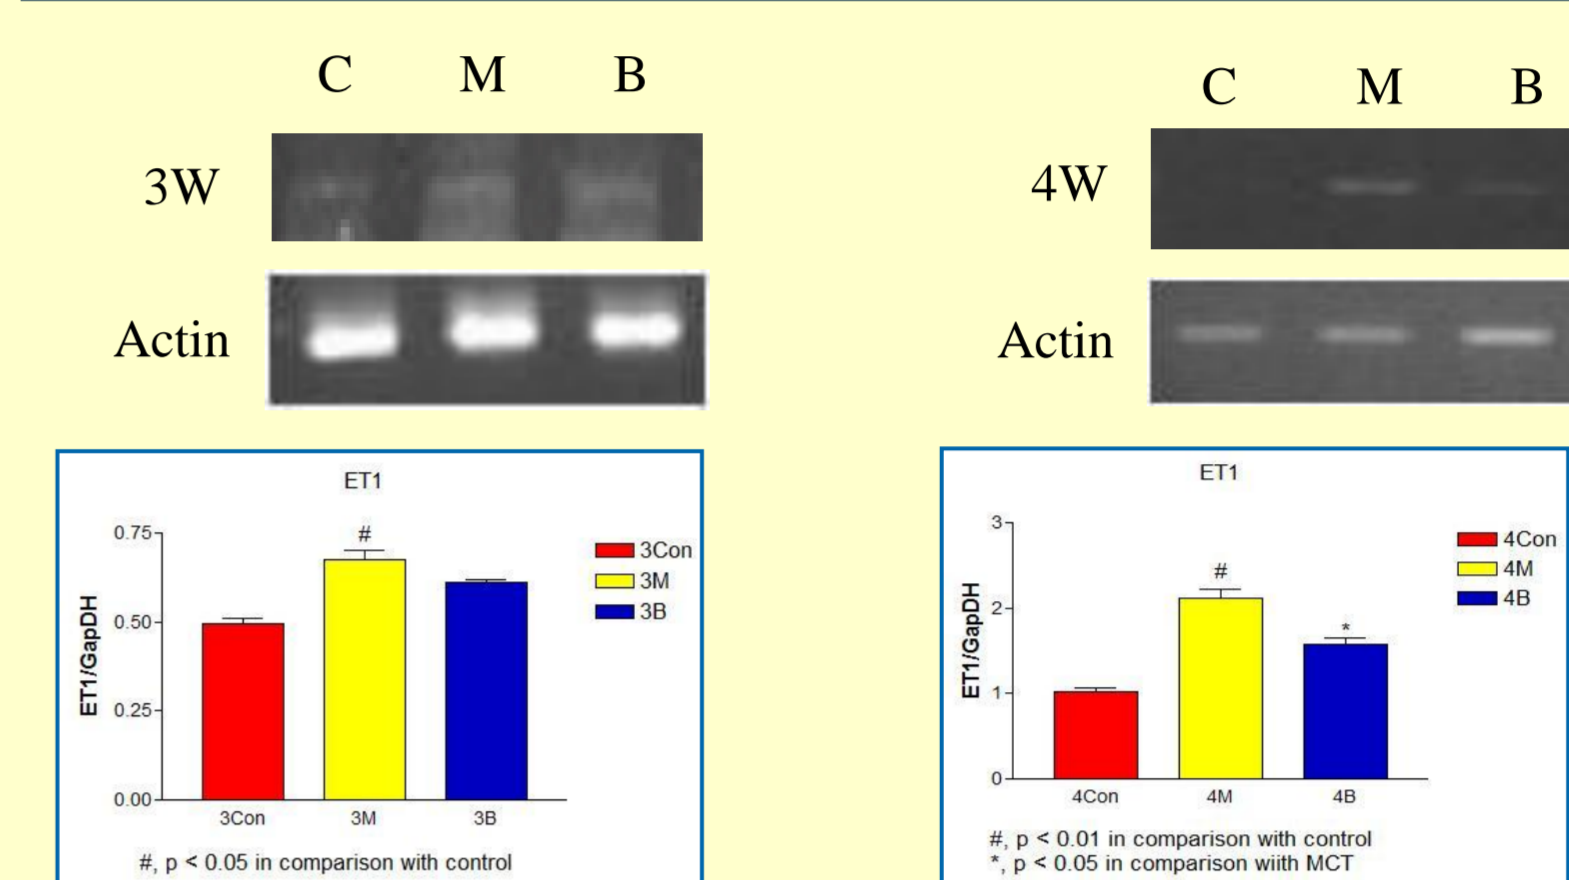 C M B
3W
Actin
ET1
0.75
0.50
0.25
0.00
ET1/GapDH
#
3Con
3M
3B
3Con 3M 3B
#, p < 0.05 in comparison with control
C M B
4W
Actin
ET1
3
2
1
0
ET1/GapDH
#
*
4Con
4M
4B
4Con 4M 4B
#, p < 0.01 in comparison with control
*, p < 0.05 in comparison wiith MCT